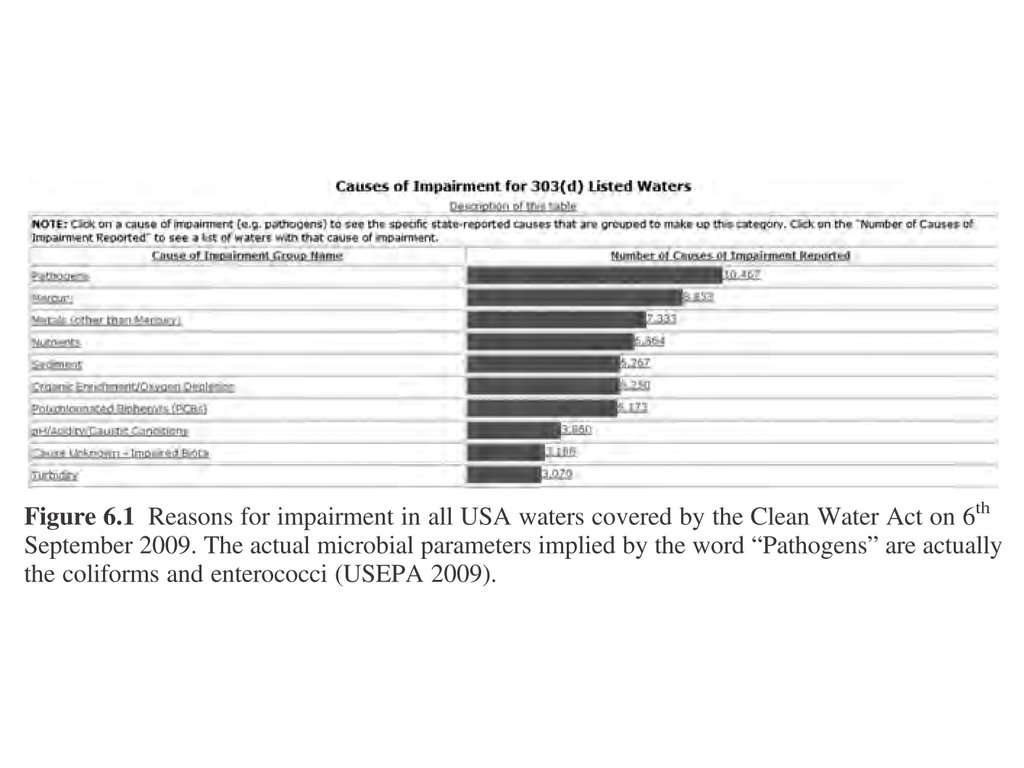 Causes of Impairment for 303(d) Listed Waters
Description of this table
NOTE: Click on a cause of impairment (e.g. pathogens) to see the specific state-reported causes that are grouped to make up this category. Click on the "Number of Causes of
Impairment Reported" to see a list of waters with that cause of impairment.
Cause of Impairment Group Name Number of Causes of Impairment Reported
Pathogens 10,467
Mercury
Metals (other than Mercury) 7,333
Nutrients 6,864
Sediment 6,267
Organic Enrichment/Oxygen Depletion 6,250
Polychlorinated Biphenyls (PCBs) 6,173
pH/Acidity/Caustic Conditions 3,860
Cause Unknown - Impaired Biota
Turbidity 3,070
Figure 6.1 Reasons for impairment in all USA waters covered by the Clean Water Act on 6th
September 2009. The actual microbial parameters implied by the word “Pathogens” are actually
the coliforms and enterococci (USEPA 2009).